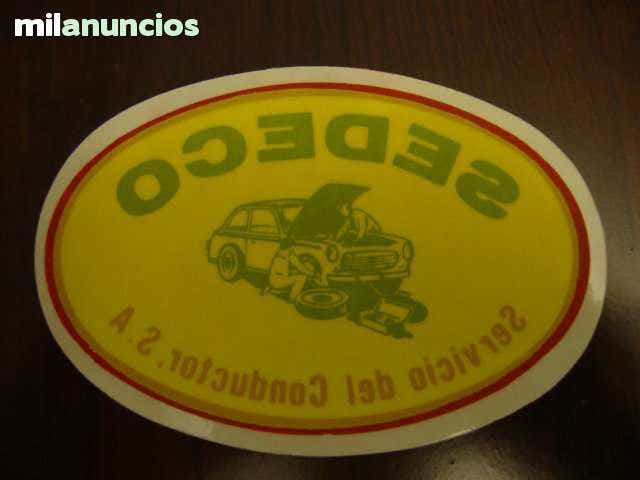 milanuncios
SEDECO
Servicio del Conductor, S.A